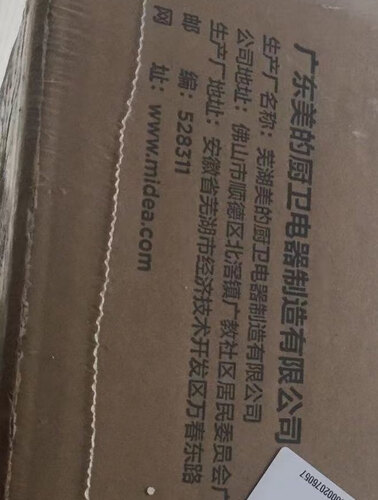 广东美的厨卫电器制造有限公司
生产厂名称：芜湖美的厨卫电器制造有限公司
公司地址：佛山市顺德区北滘镇广教社区居民委员会广
生产厂地址：安徽省芜湖市经济技术开发区万春东路
邮编：528311
网址：www.midea.com
0002076067